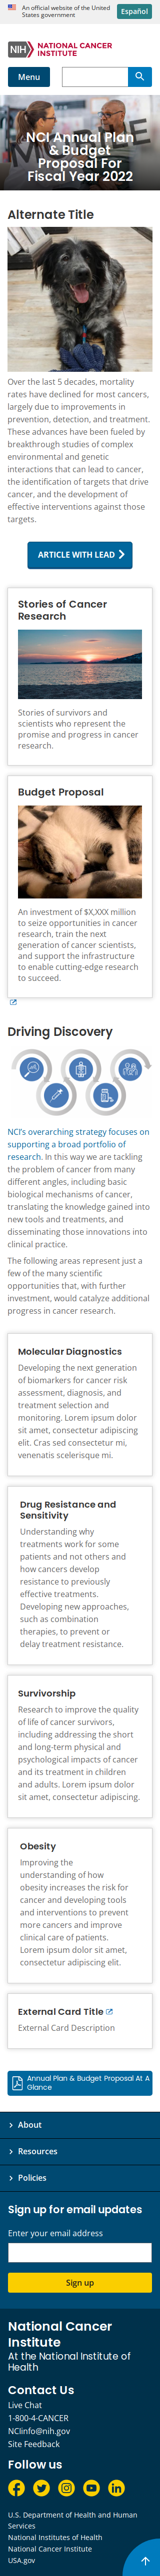 An official website of the United
States government
Español
NIH
NATIONAL CANCER
INSTITUTE
Menu
NCI Annual Plan
& Budget
Proposal For
Fiscal Year 2022
Alternate Title
Over the last 5 decades, mortality
rates have declined for most cancers,
largely due to improvements in
prevention, detection, and treatment.
These advances have been fueled by
breakthrough studies of complex
environmental and genetic
interactions that can lead to cancer,
the identification of targets that drive
cancer, and the development of
effective interventions against those
targets.
ARTICLE WITH LEAD
Stories of Cancer
Research
Stories of survivors and
scientists who represent the
promise and progress in cancer
research.
Budget Proposal
An investment of $X,XXX million
to seize opportunities in cancer
research, train the next
generation of cancer scientists,
and support the infrastructure
to enable cutting-edge research
to succeed.
Driving Discovery
NCI's overarching strategy focuses on
supporting a broad portfolio of
research. In this way we are tackling
the problem of cancer from many
different angles, including basic
biological mechanisms of cancer,
translating the knowledge gained into
new tools and treatments, and
disseminating those innovations into
clinical practice.
The following areas represent just a
few of the many scientific
opportunities that, with further
investment, would catalyze additional
progress in cancer research.
Molecular Diagnostics
Developing the next generation
of biomarkers for cancer risk
assessment, diagnosis, and
treatment selection and
monitoring. Lorem ipsum dolor
sit amet, consectetur adipiscing
elit. Cras sed consectetur mi,
venenatis scelerisque mi.
Drug Resistance and
Sensitivity
Understanding why
treatments work for some
patients and not others and
how cancers develop
resistance to previously
effective treatments.
Developing new approaches,
such as combination
therapies, to prevent or
delay treatment resistance.
Survivorship
Research to improve the quality
of life of cancer survivors,
including addressing the short
and long-term physical and
psychological impacts of cancer
and its treatment in children
and adults. Lorem ipsum dolor
sit amet, consectetur adipiscing.
Obesity
Improving the
understanding of how
obesity increases the risk for
cancer and developing tools
and interventions to prevent
more cancers and improve
clinical care of patients.
Lorem ipsum dolor sit amet,
consectetur adipiscing elit.
External Card Title
External Card Description
Annual Plan & Budget Proposal At A
Glance
About
Resources
Policies
Sign up for email updates
Enter your email address
Sign up
National Cancer
Institute
At the National Institute of
Health
Contact Us
Live Chat
1-800-4-CANCER
NCIinfo@nih.gov
Site Feedback
Follow us
U.S. Department of Health and Human
Services
National Institutes of Health
National Cancer Institute
USA.gov